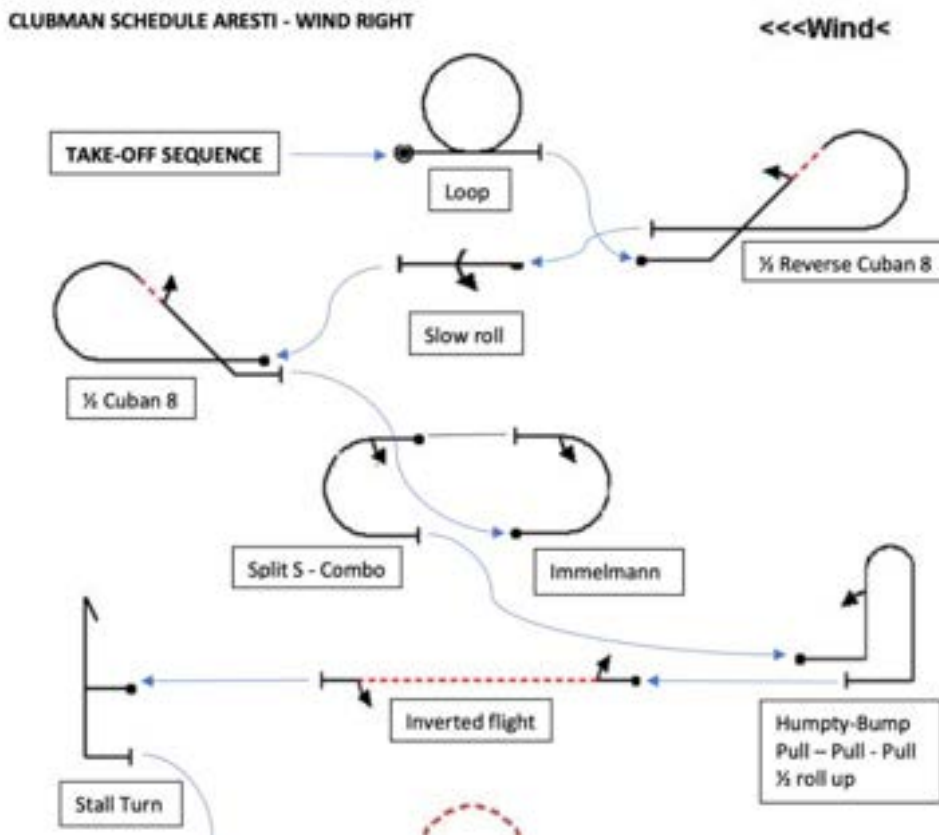 CLUBMAN SCHEDULE ARESTI - WIND RIGHT
<<<Wind<
TAKE-OFF SEQUENCE
Loop
½ Reverse Cuban 8
Slow roll
½ Cuban 8
Split S - Combo
Immelmann
Inverted flight
Humpty-Bump
Pull – Pull - Pull
½ roll up
Stall Turn